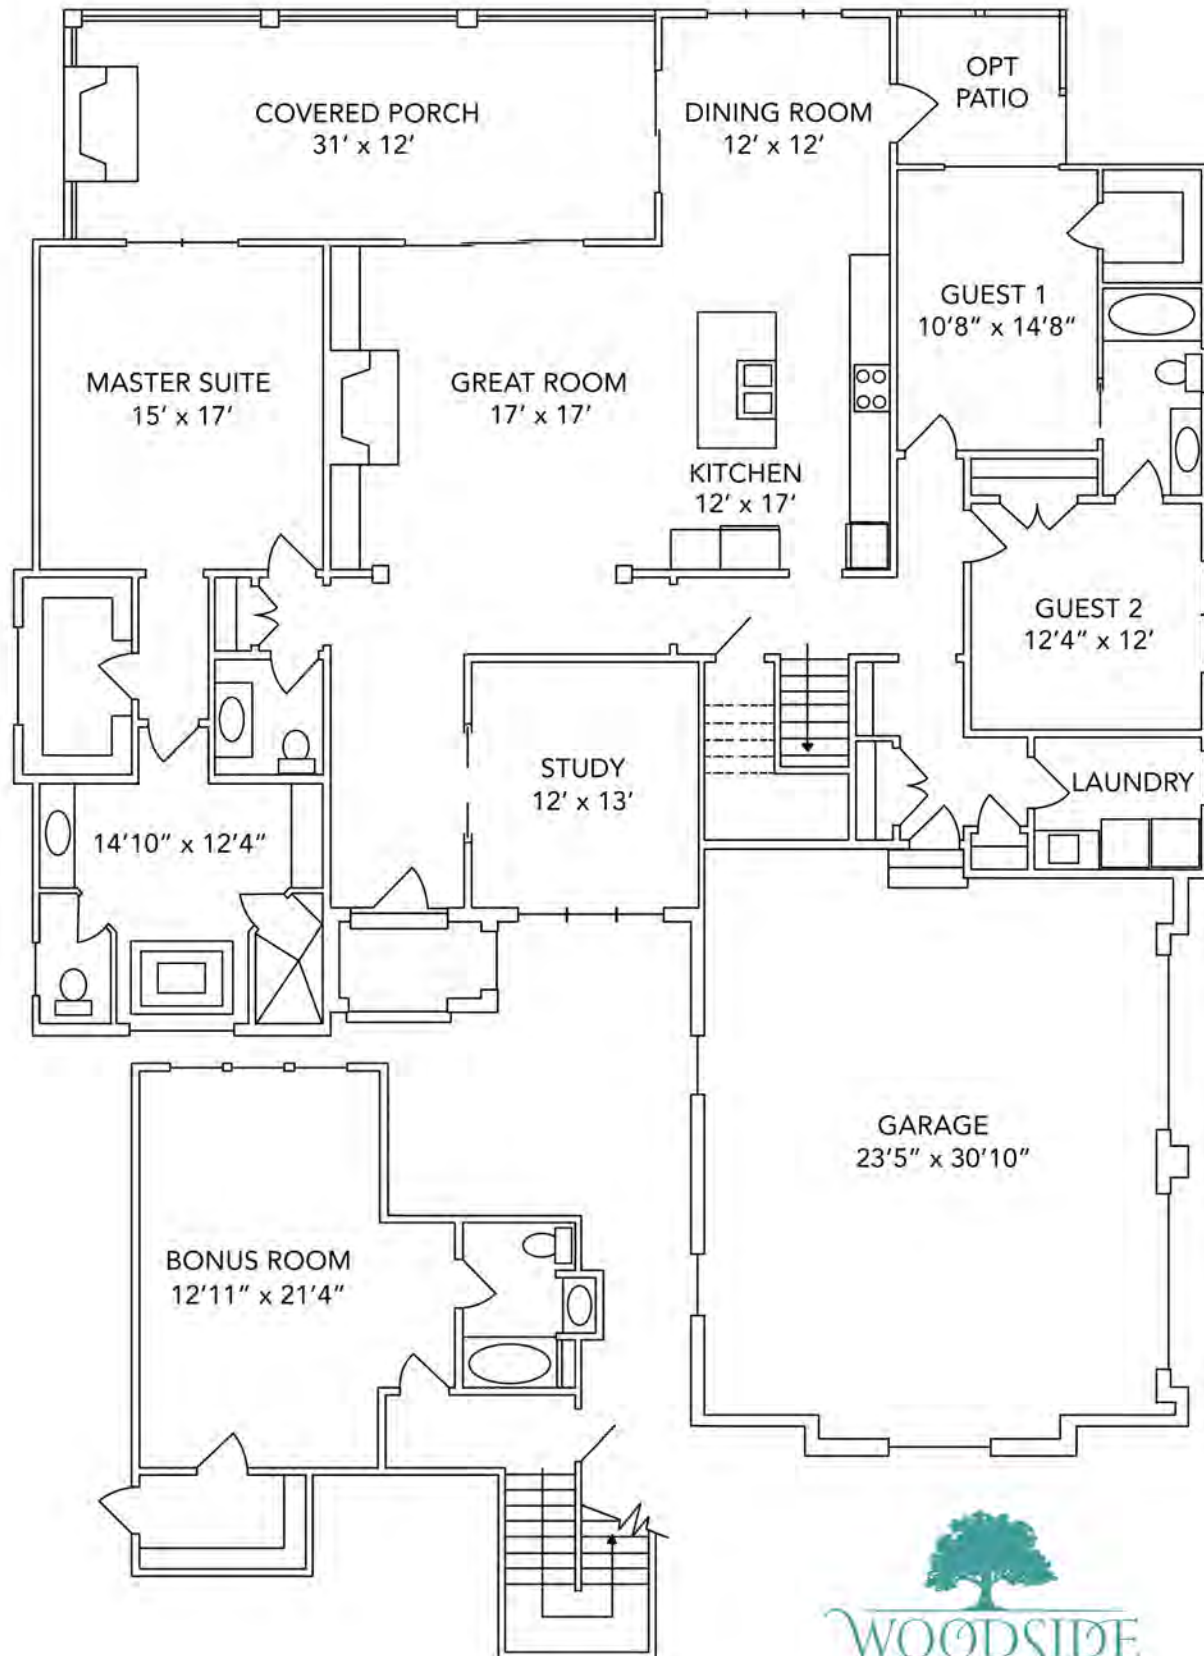 OPT
PATIO
COVERED PORCH
31' x 12'
DINING ROOM
12' x 12'
GUEST 1
10'8" x 14'8"
MASTER SUITE
15' x 17'
GREAT ROOM
17' x 17'
KITCHEN
12' x 17'
GUEST 2
12'4" x 12'
STUDY
12' x 13'
LAUNDRY
14'10" x 12'4"
GARAGE
23'5" x 30'10"
BONUS ROOM
12'11" x 21'4"
WOODSIDE